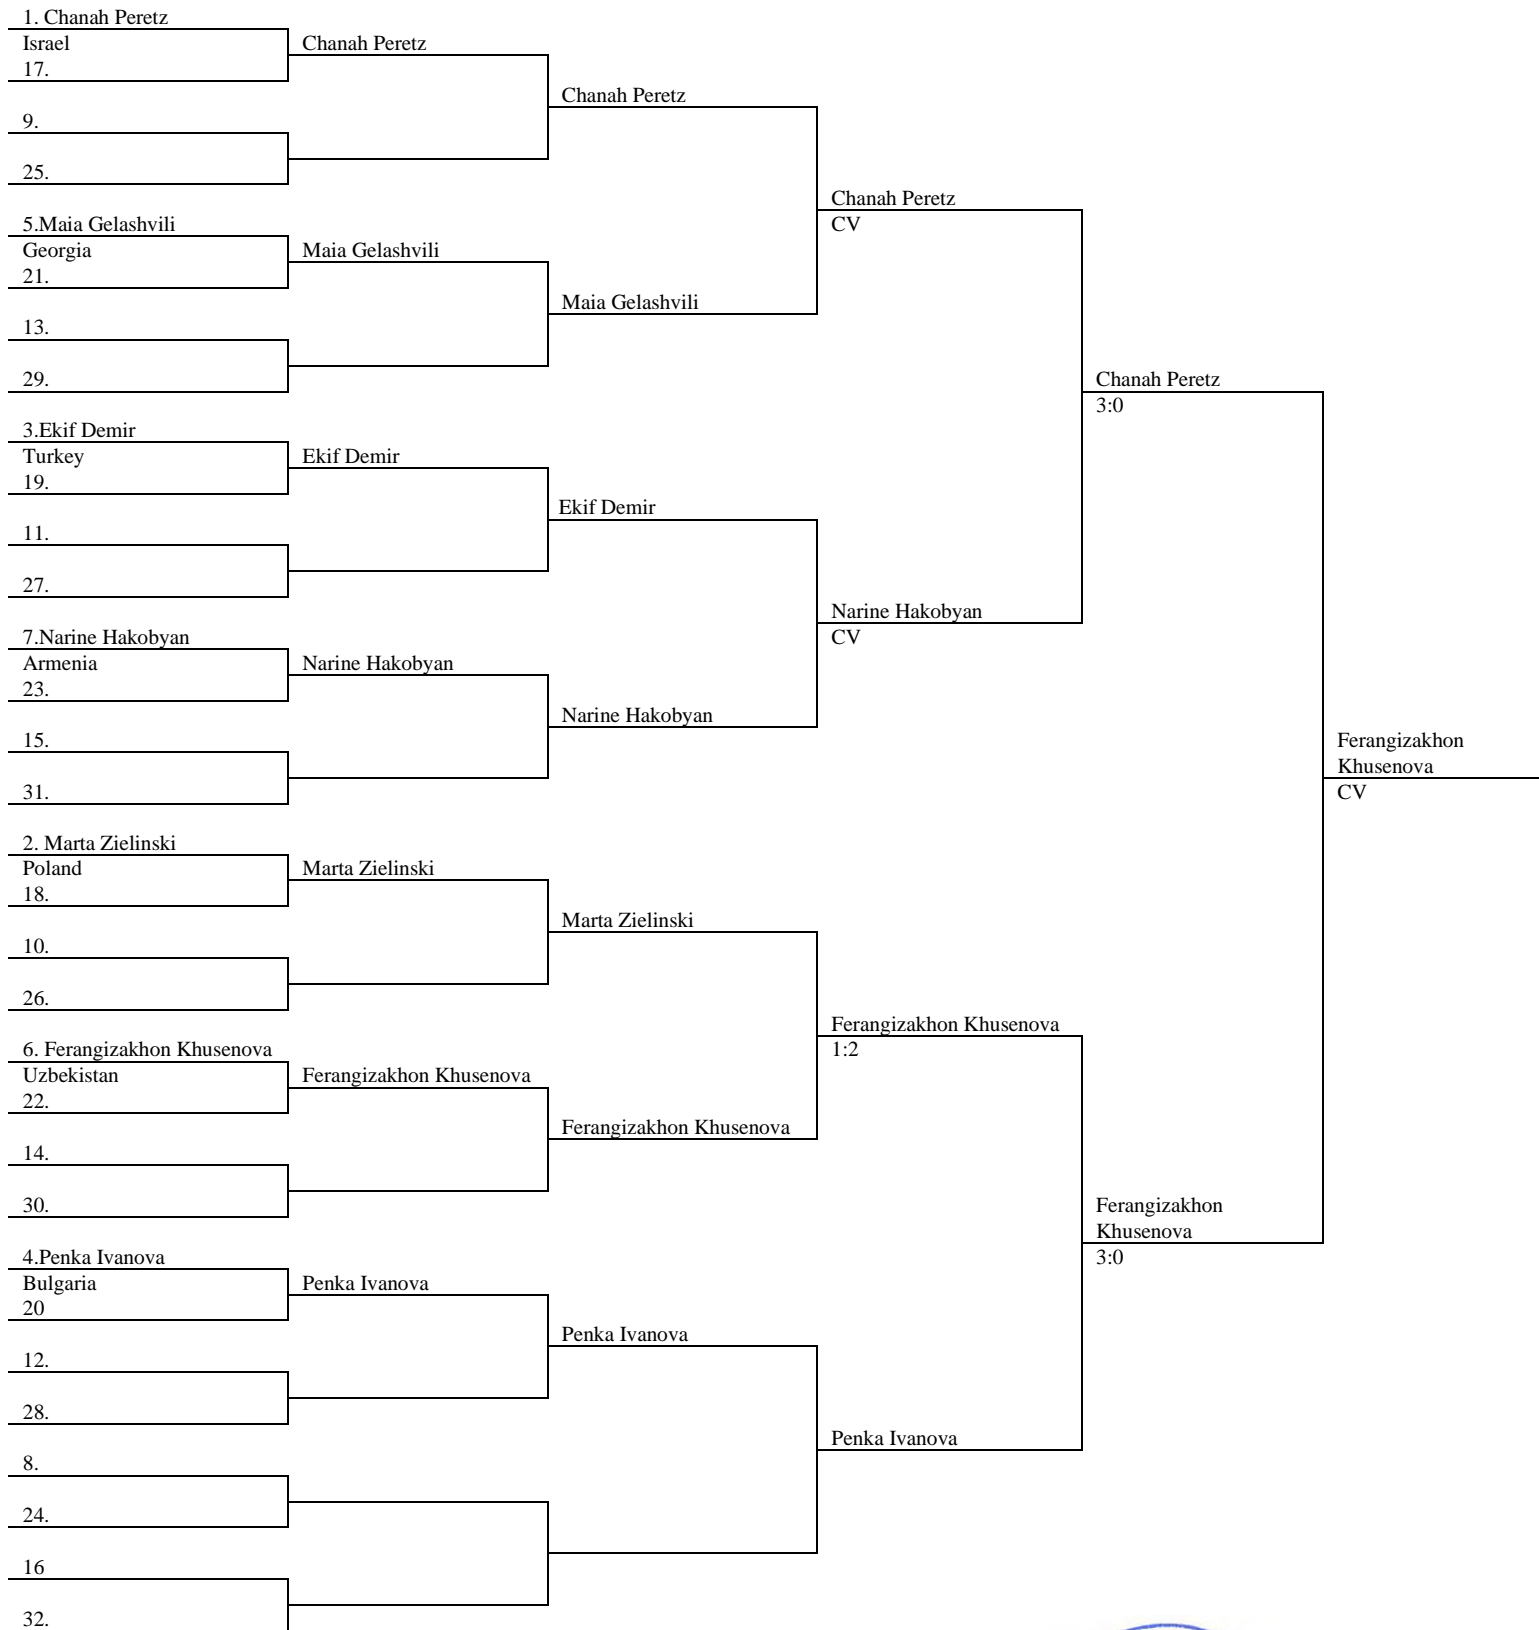 1. Chanah Peretz
Israel
17.
9.
25.
5.Maia Gelashvili
Georgia
21.
13.
29.
3.Ekif Demir
Turkey
19.
11.
27.
7.Narine Hakobyan
Armenia
23.
15.
31.
2. Marta Zielinski
Poland
18.
10.
26.
6. Ferangizakhon Khusenova
Uzbekistan
22.
14.
30.
4.Penka Ivanova
Bulgaria
20
12.
28.
8.
24.
16
32.
Chanah Peretz
Maia Gelashvili
Ekif Demir
Narine Hakobyan
Marta Zielinski
Ferangizakhon Khusenova
Penka Ivanova
Chanah Peretz
Maia Gelashvili
Ekif Demir
Narine Hakobyan
Marta Zielinski
Ferangizakhon Khusenova
Penka Ivanova
Chanah Peretz
CV
Narine Hakobyan
CV
Ferangizakhon Khusenova
1:2
Penka Ivanova
Chanah Peretz
3:0
Ferangizakhon
Khusenova
3:0
Ferangizakhon
Khusenova
CV